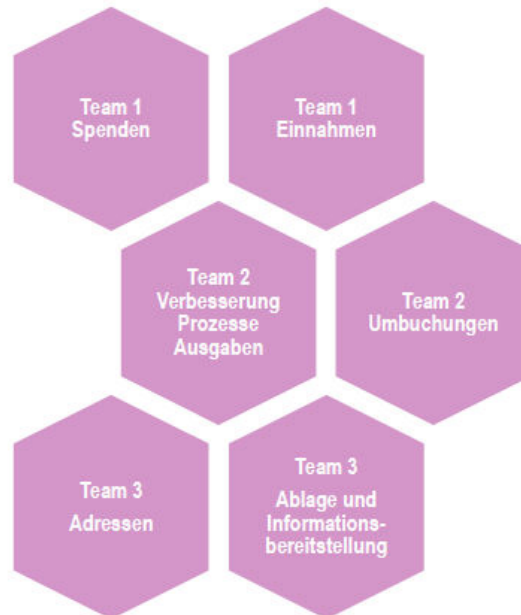 Team 1
Spenden
Team 1
Einnahmen
Team 2
Verbesserung
Prozesse
Ausgaben
Team 2
Umbuchungen
Team 3
Adressen
Team 3
Ablage und
Informations-
bereitstellung